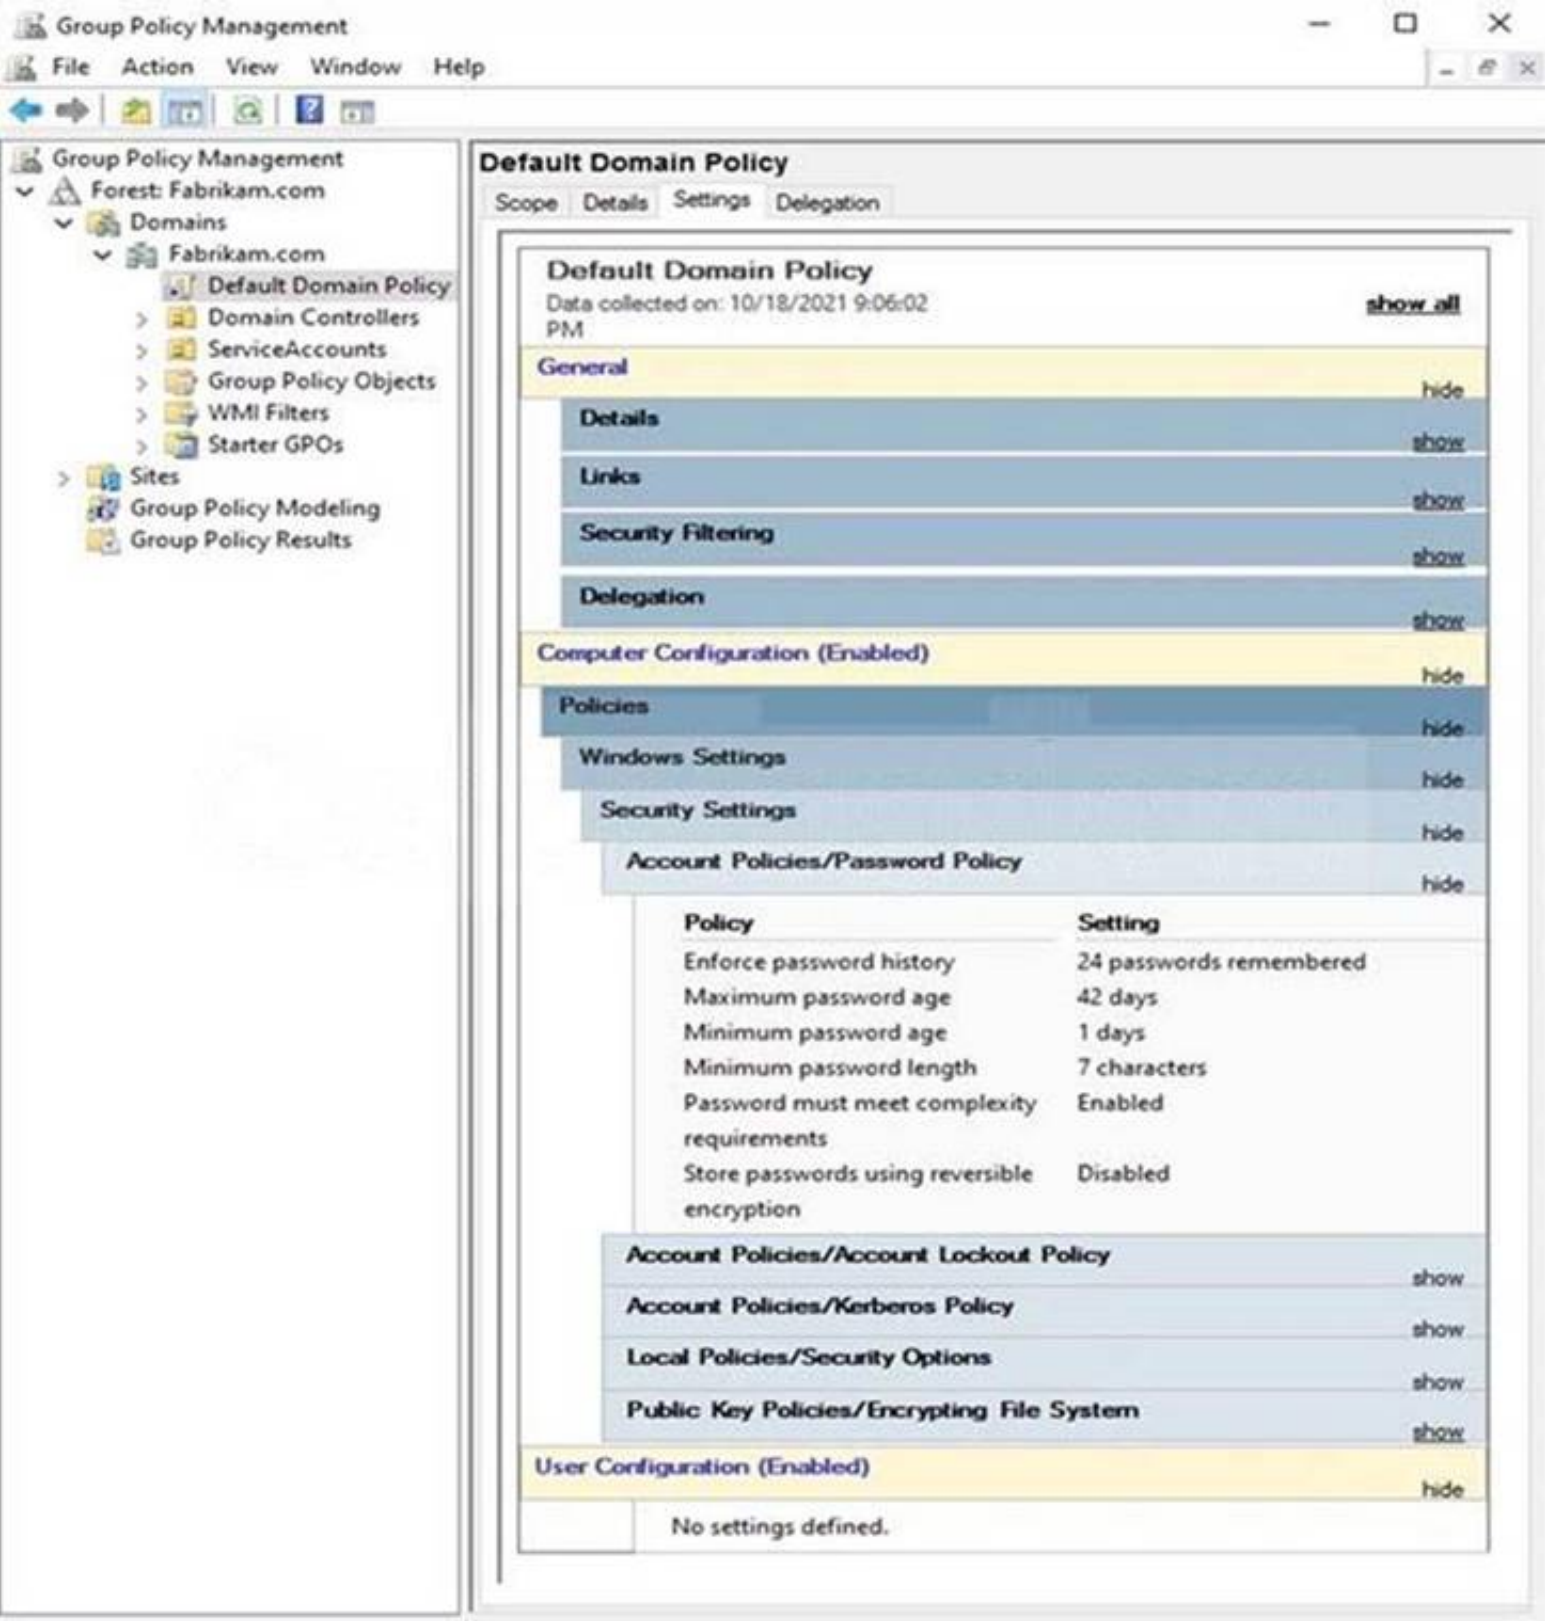 Group Policy Management
File Action View Window Help
Group Policy Management
Forest: Fabrikam.com
Domains
Fabrikam.com
Default Domain Policy
Domain Controllers
ServiceAccounts
Group Policy Objects
WMI Filters
Starter GPOs
Sites
Group Policy Modeling
Group Policy Results
Default Domain Policy
Scope Details Settings Delegation
Default Domain Policy
Data collected on: 10/18/2021 9:06:02
PM
show all
General
hide
Details
show
Links
show
Security Filtering
show
Delegation
show
Computer Configuration (Enabled)
hide
Policies
hide
Windows Settings
hide
Security Settings
hide
Account Policies/Password Policy
hide
Policy Setting
Enforce password history 24 passwords remembered
Maximum password age 42 days
Minimum password age 1 days
Minimum password length 7 characters
Password must meet complexity Enabled
requirements
Store passwords using reversible Disabled
encryption
Account Policies/Account Lockout Policy
show
Account Policies/Kerberos Policy
show
Local Policies/Security Options
show
Public Key Policies/Encrypting File System
show
User Configuration (Enabled)
hide
No settings defined.